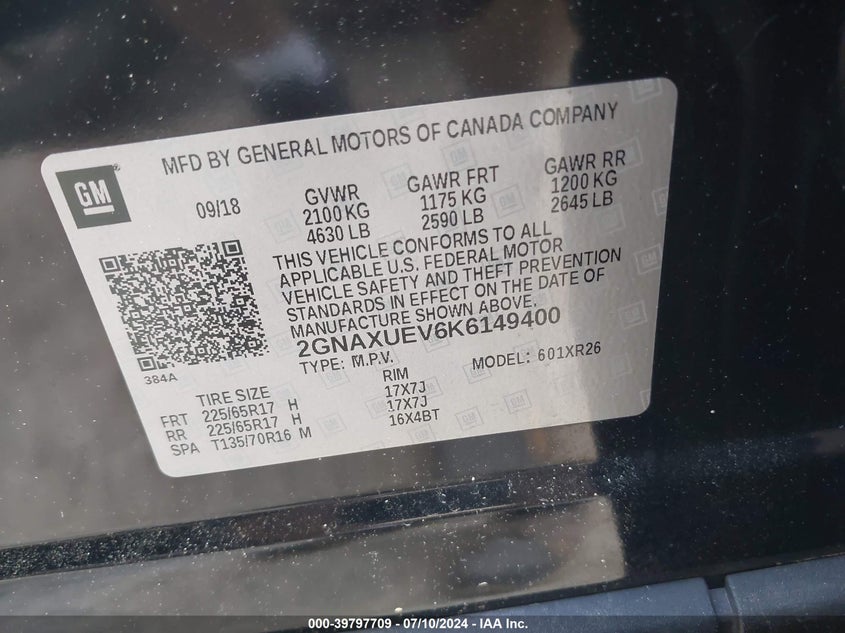 MFD BY GENERAL MOTORS OF CANADA COMPANY
GM
®
09/18
GVWR GAWR FRT GAWR RR
2100 KG 1175 KG 1200 KG
4630 LB 2590 LB 2645 LB
THIS VEHICLE CONFORMS TO ALL
APPLICABLE U.S. FEDERAL MOTOR
VEHICLE SAFETY AND THEFT PREVENTION
STANDARDS IN EFFECT ON THE DATE OF
MANUFACTURE SHOWN ABOVE.
2GNAXUEV6K6149400
TYPE: M.P.V. MODEL: 601XR26
384A
TIRE SIZE RIM
FRT 225/65R17 H 17X7J
RR 225/65R17 H 17X7J
SPA T135/70R16 M 16X4BT
000-39797709 - 07/10/2024 - IAA Inc.